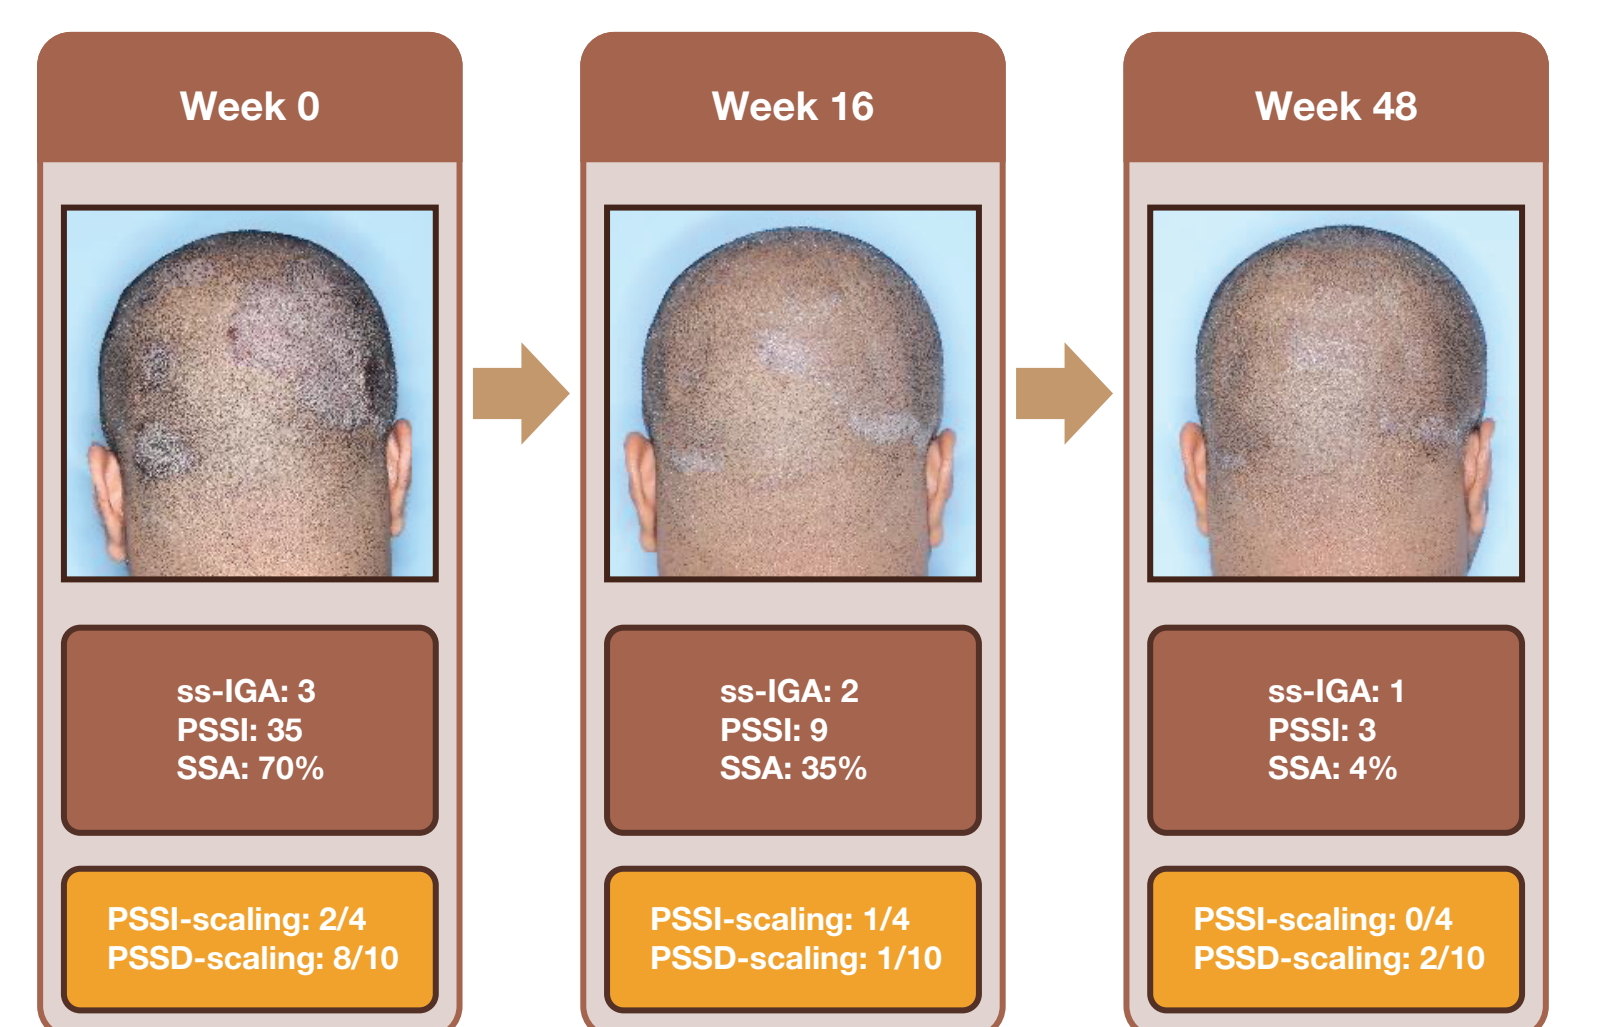 Week 0
ss-IGA: 3
PSSI: 35
SSA: 70%
PSSI-scaling: 2/4
PSSD-scaling: 8/10
Week 16
ss-IGA: 2
PSSI: 9
SSA: 35%
PSSI-scaling: 1/4
PSSD-scaling: 1/10
Week 48
ss-IGA: 1
PSSI: 3
SSA: 4%
PSSI-scaling: 0/4
PSSD-scaling: 2/10